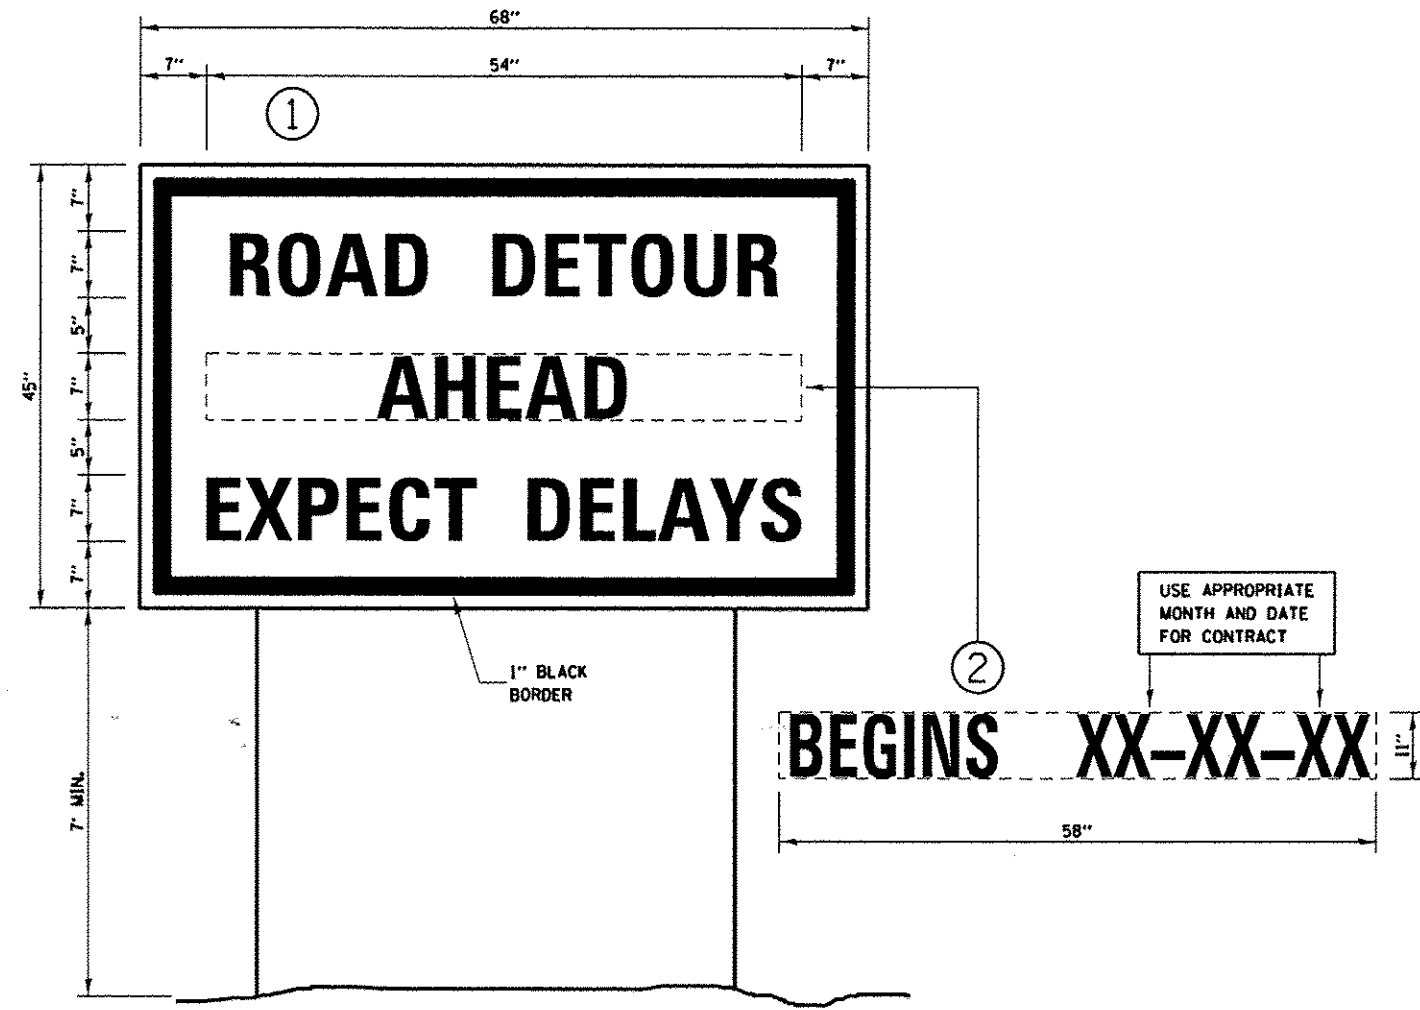 68"
7" 54" 7"
1
7"
7"
5"
7"
5"
7"
7"
45"
ROAD DETOUR
AHEAD
EXPECT DELAYS
1" BLACK
BORDER
7' MIN.
2
USE APPROPRIATE
MONTH AND DATE
FOR CONTRACT
BEGINS XX-XX-XX
11"
58"